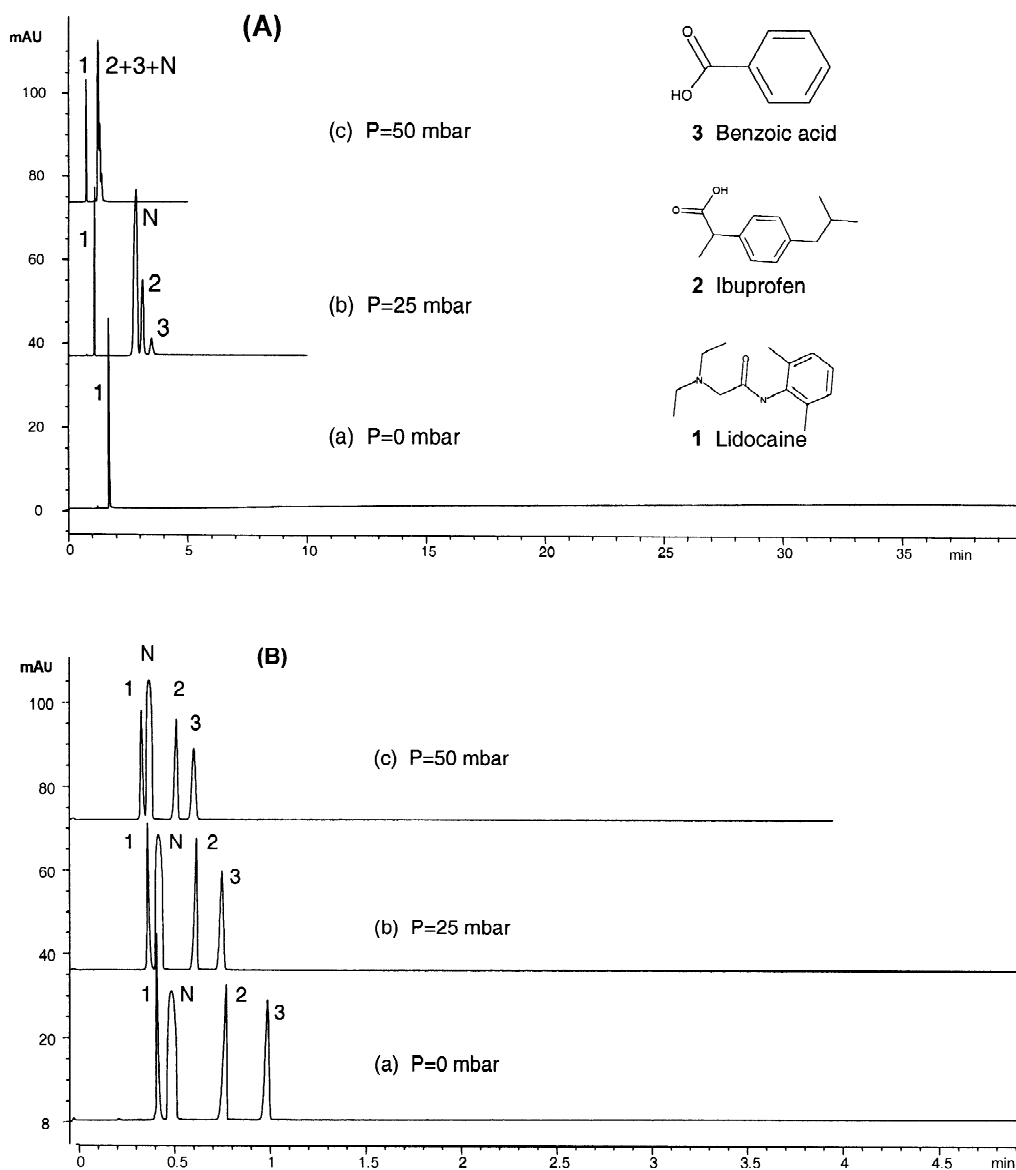 (A)
mAU
1 2+3+N
100
(c) P=50 mbar
O
HO
3 Benzoic acid
80
N
1
60
2
3
(b) P=25 mbar
40
OH
O
2 Ibuprofen
1
20
(a) P=0 mbar
N
O
N
1 Lidocaine
0
0 5 10 15 20 25 30 35 min
(B)
mAU
N
1 2
3
100
(c) P=50 mbar
80
1 N 2
3
60
(b) P=25 mbar
40
1 N 2
3
20
(a) P=0 mbar
8
0 0.5 1 1.5 2 2.5 3 3.5 4 4.5 min